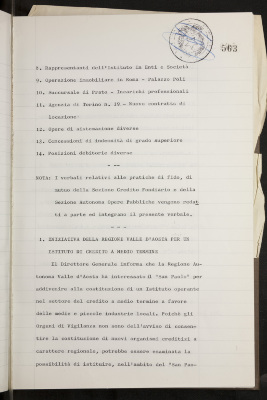 563
8. Rappresentanti dell'Istituto in Enti e Società
9. Operazione immobiliare in Roma - Palazzo Poli
10. Succursale di Prato - Incarichi professionali
11. Agenzia di Torino n. 19 - Nuovo contratto di
locazione.
12. Opere di sistemazione diverse
13. Concessioni di indennità di grado superiore
14. Posizioni debitorie diverse
- - -
NOTA: I verbali relativi alle pratiche di fido, di
mutuo della Sezione Credito Fondiario e della
Sezione Autonoma Opere Pubbliche vengono redat
ti a parte ed integrano il presente verbale.
- - -
1. INIZIATIVA DELLA REGIONE VALLE D'AOSTA PER UN
ISTITUTO DI CREDITO A MEDIO TERMINE
Il Direttore Generale informa che la Regione Au-
tonoma Valle d'Aosta ha interessato il "San Paolo" per
addivenire alla costituzione di un Istituto operante
nel settore del credito a medio termine a favore
delle medie e piccole industrie locali. Poichè gli
Organi di Vigilanza non sono dell'avviso di consen-
tire la costituzione di nuovi organismi creditizi a
carattere regionale, potrebbe essere esaminata la
possibilità di istituire, nell'ambito del "San Pao-